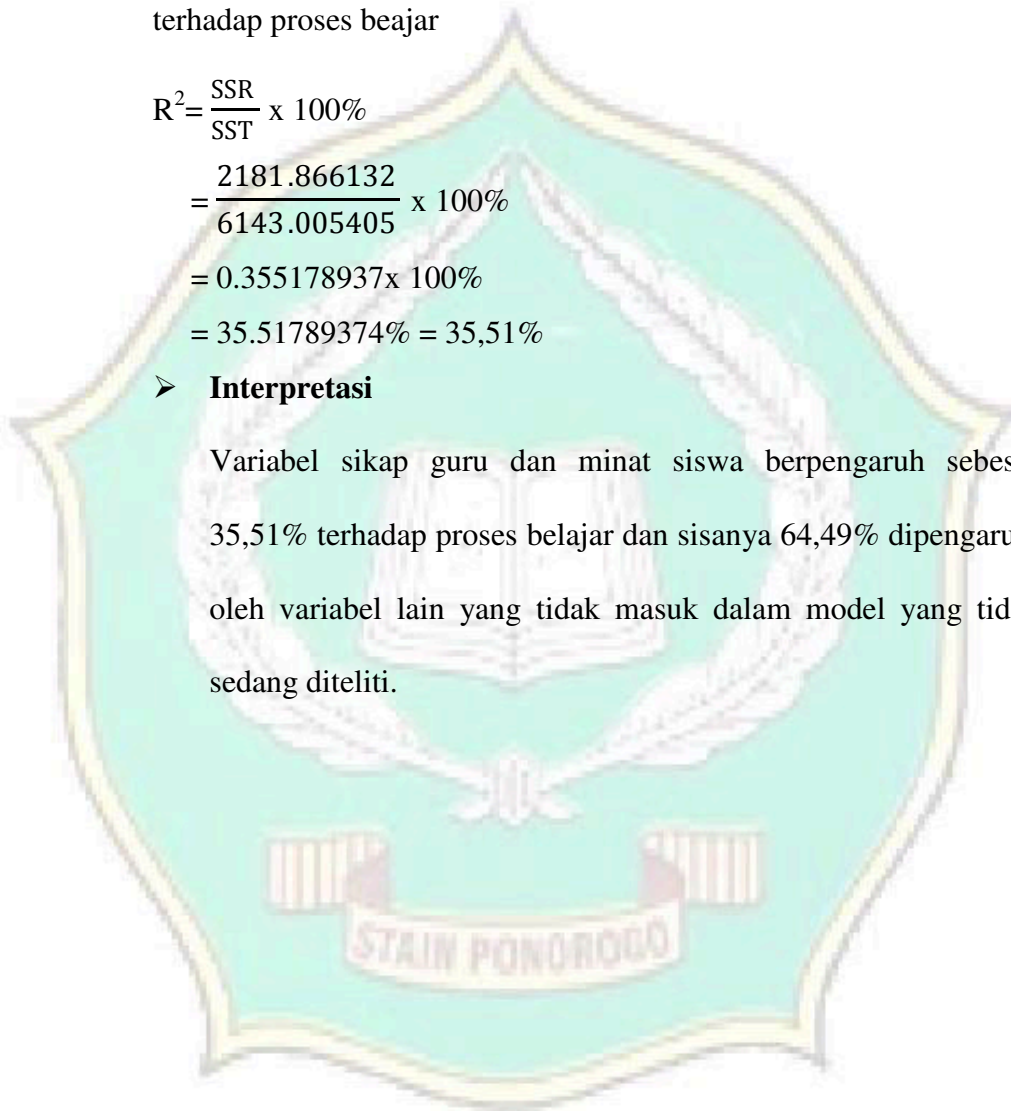 terhadap proses beajar
R²= SSR/SST x 100%
= 2181.866132/6143.005405 x 100%
= 0.355178937x 100%
= 35.51789374% = 35,51%
➢ Interpretasi
Variabel sikap guru dan minat siswa berpengaruh sebes
35,51% terhadap proses belajar dan sisanya 64,49% dipengaru
oleh variabel lain yang tidak masuk dalam model yang tid
sedang diteliti.
STAIN PONOROGO